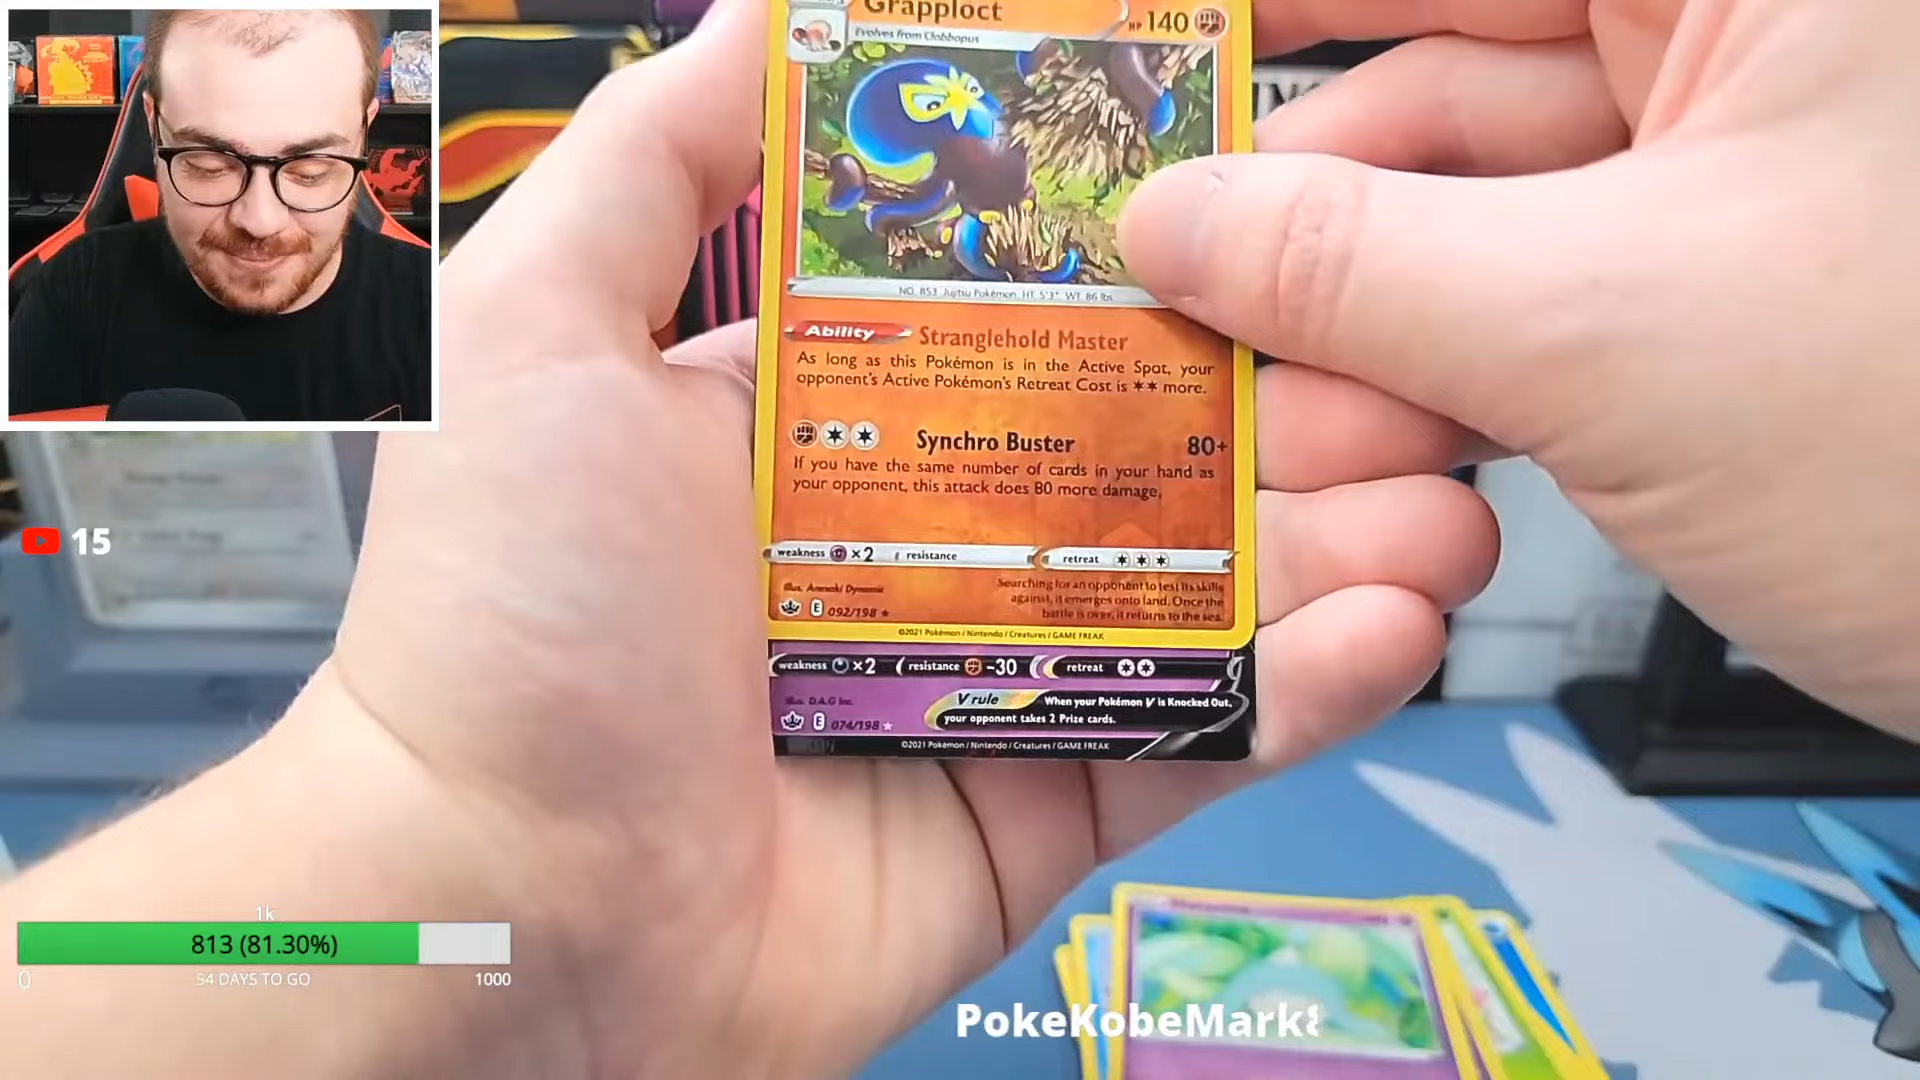 Grapploct
HP 140
Evolves from Clobbopus
NO. 853 Jujitsu Pokémon HT 5'3" WT 86 lbs
Ability Stranglehold Master
As long as this Pokémon is in the Active Spot, your
opponent's Active Pokémon's Retreat Cost is ✶✶ more.
Synchro Buster 80+
If you have the same number of cards in your hand as
your opponent, this attack does 80 more damage.
weakness ×2 resistance retreat
Illus. Anesaki Dynamic
Searching for an opponent to test its skills
against, it emerges onto land. Once the
battle is over, it returns to the sea.
E 092/198 ★
©2021 Pokémon / Nintendo / Creatures / GAME FREAK
weakness ×2 resistance -30 retreat
Illus. D.A.G Inc.
V rule When your Pokémon V is Knocked Out,
your opponent takes 2 Prize cards.
E 074/198 ★
©2021 Pokémon / Nintendo / Creatures / GAME FREAK
15
1k
813 (81.30%)
0 54 DAYS TO GO 1000
PokeKobeMark